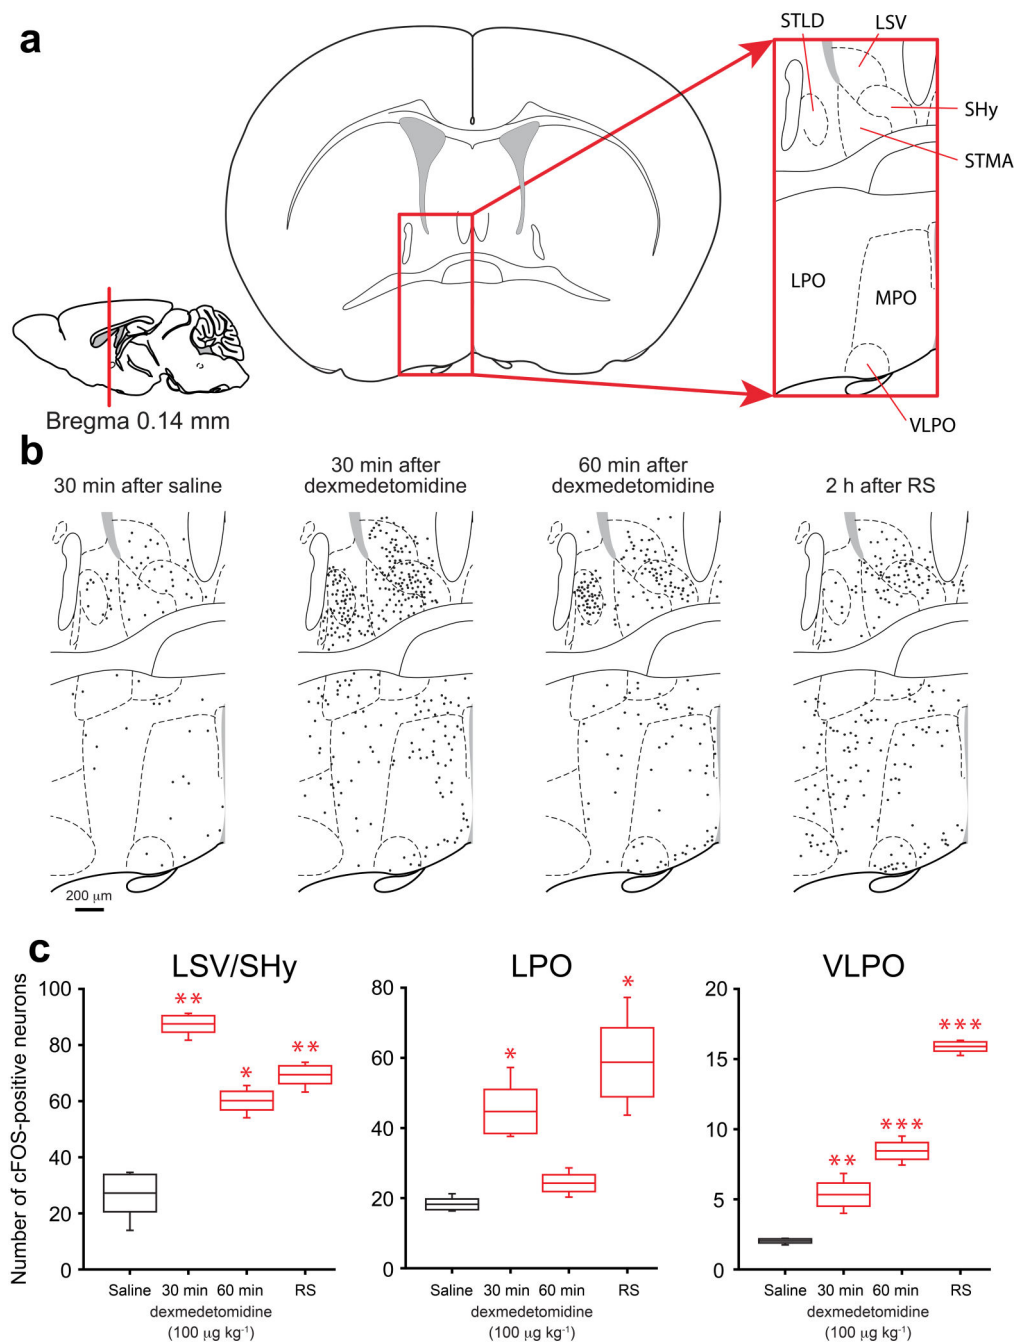 a
STLD
LSV
SHy
STMA
LPO
MPO
VLPO
Bregma 0.14 mm
b
30 min after saline
30 min after
dexmedetomidine
60 min after
dexmedetomidine
2 h after RS
200 μm
c
LSV/SHy
LPO
VLPO
Number of cFOS-positive neurons
100
80
60
40
20
0
**
*
**
Saline
30 min
60 min
RS
dexmedetomidine
(100 μg kg⁻¹)
80
60
40
20
0
*
*
Saline
30 min
60 min
RS
dexmedetomidine
(100 μg kg⁻¹)
20
15
10
5
0
**
***
***
Saline
30 min
60 min
RS
dexmedetomidine
(100 μg kg⁻¹)